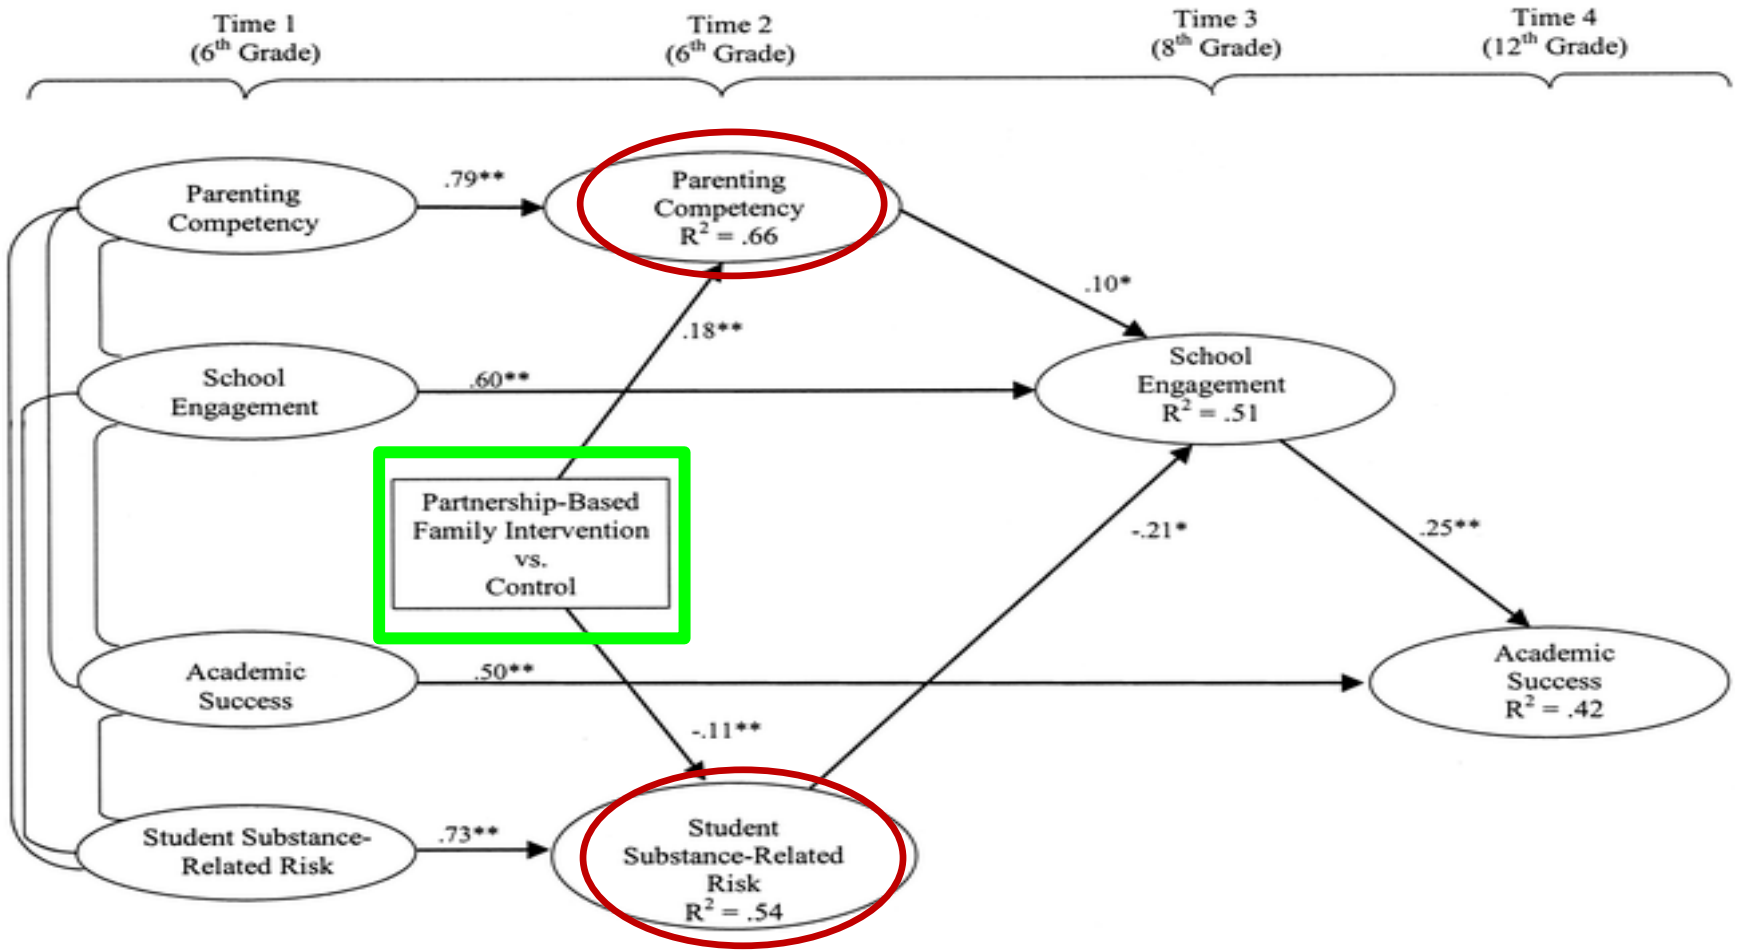 Time 1
(6th Grade)
Time 2
(6th Grade)
Time 3
(8th Grade)
Time 4
(12th Grade)
Parenting
Competency
.79**
Parenting
Competency
R2 = .66
.10*
.18**
School
Engagement
.60**
School
Engagement
R2 = .51
Partnership-Based
Family Intervention
vs.
Control
-.21*
.25**
Academic
Success
.50**
Academic
Success
R2 = .42
-.11**
Student Substance-
Related Risk
.73**
Student
Substance-Related
Risk
R2 = .54